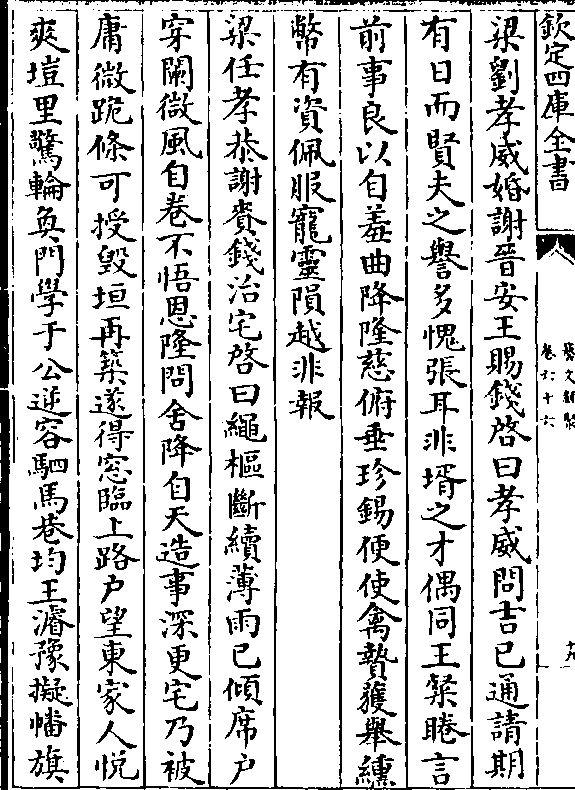 欽定四庫全書
藝文類聚
卷六十六
梁劉孝威婚謝晉安王賜錢啓曰孝威問吉已通請期
有日而賢夫之譽多愧張耳非壻之才偶同王粲睠言
前事良以自羞曲降隆慈俯垂珍錫便使禽贄獲舉纁
幣有資佩服寵靈隕越非報
梁任孝恭謝賚錢治宅啓曰繩樞斷續薄雨已傾席户
穿闌微風自卷不悟恩隆問舍降自天造事深更宅乃被
庸微跪條可授毀垣再築遂得窓臨上路户望東家人悦
爽塏里驚輪奐門學于公逆容駟馬巷均王濬豫擬幡旗